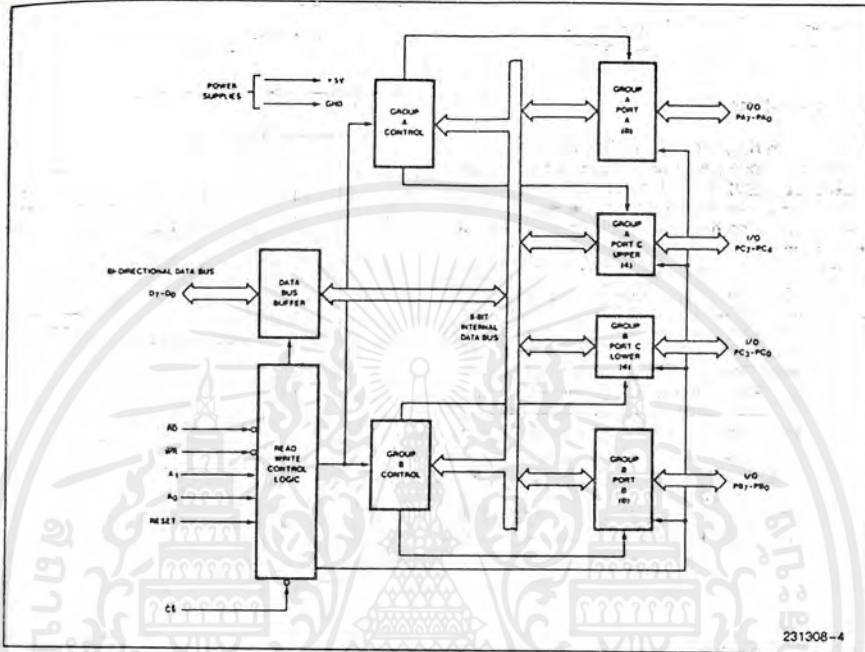 POWER
SUPPLIES
+5V
GND
GROUP
A
CONTROL
GROUP
A
PORT
A
(8)
I/O
PA7-PA0
GROUP
A
PORT C
UPPER
(4)
I/O
PC7-PC4
BI-DIRECTIONAL DATA BUS
D7-D0
DATA
BUS
BUFFER
8-BIT
INTERNAL
DATA BUS
GROUP
B
PORT C
LOWER
(4)
I/O
PC3-PC0
RD
WR
A1
A0
RESET
CS
READ
WRITE
CONTROL
LOGIC
GROUP
B
CONTROL
GROUP
B
PORT
B
(8)
I/O
PB7-PB0
231308-4